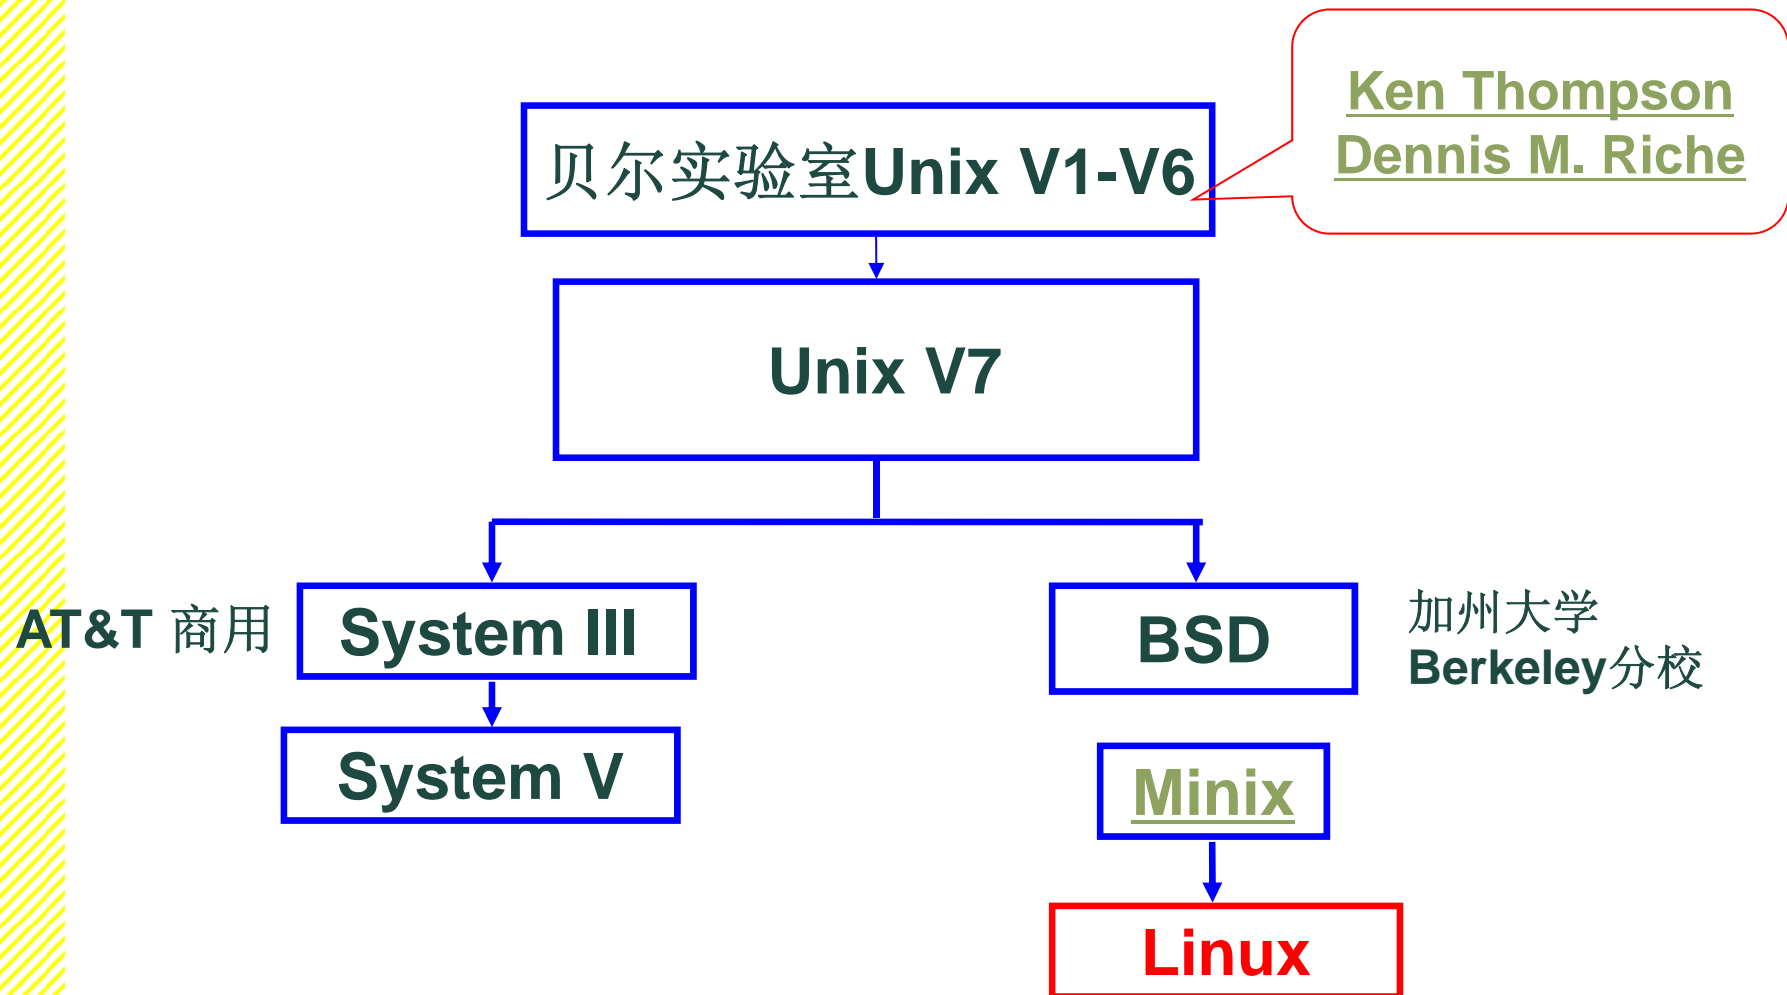 Ken Thompson
Dennis M. Riche
贝尔实验室Unix V1-V6
Unix V7
AT&T 商用
System III
BSD
加州大学
Berkeley分校
System V
Minix
Linux